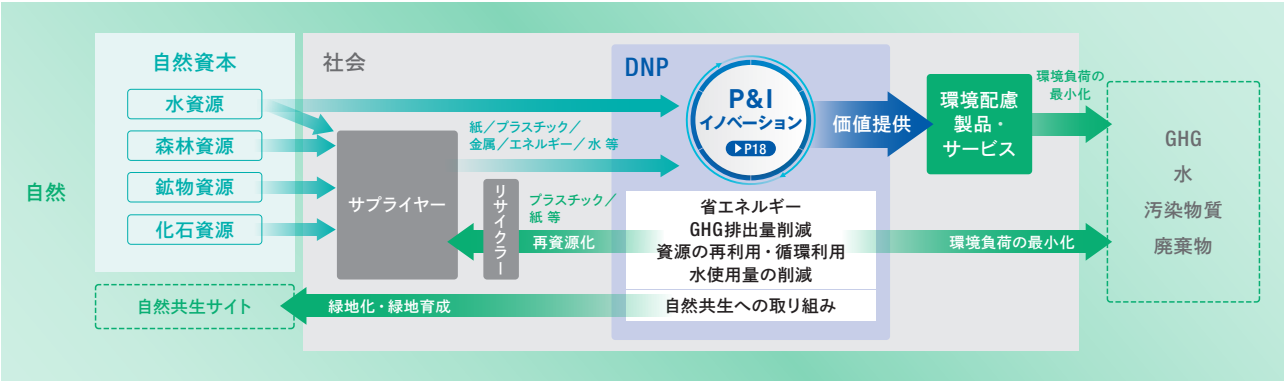 自然
自然資本
水資源
森林資源
鉱物資源
化石資源
自然共生サイト
社会
サプライヤー
紙／プラスチック／
金属／エネルギー／水 等
リサイクラー
プラスチック／
紙 等
再資源化
緑地化・緑地育成
DNP
P&I
イノベーション
▶P18
省エネルギー
GHG排出量削減
資源の再利用・循環利用
水使用量の削減
自然共生への取り組み
価値提供
環境配慮
製品・
サービス
環境負荷の
最小化
環境負荷の最小化
GHG
水
汚染物質
廃棄物